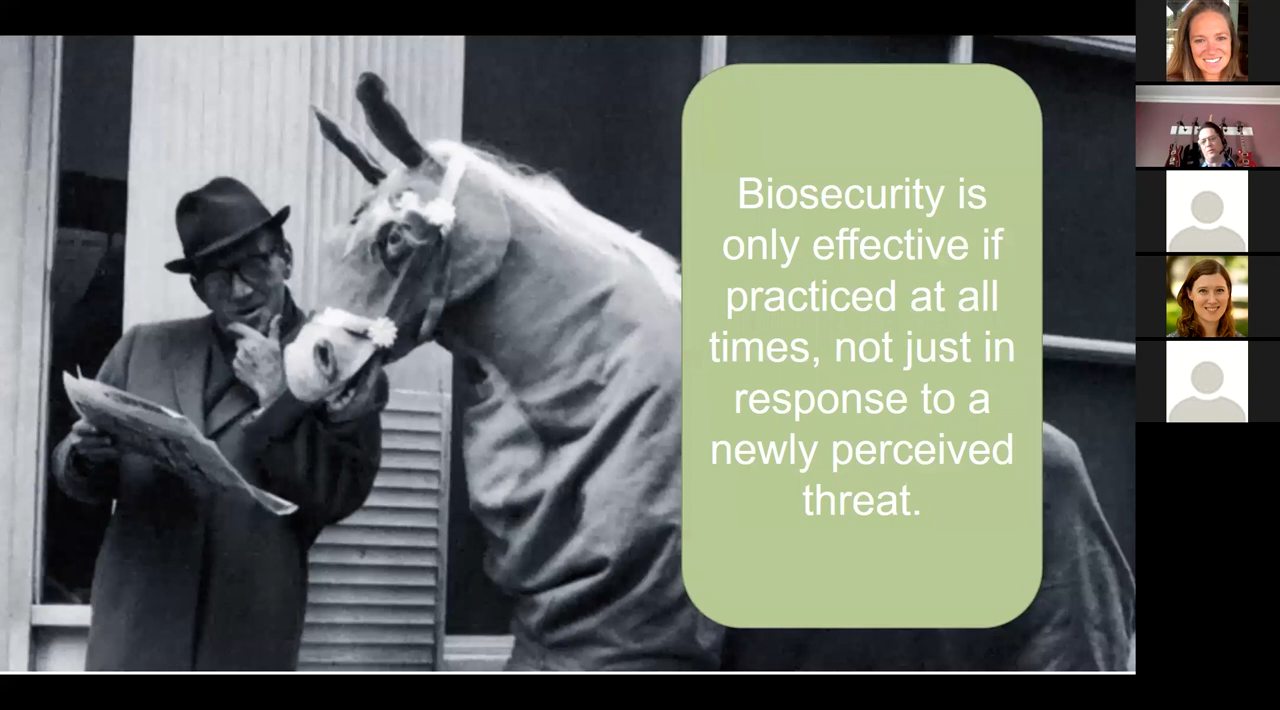 Biosecurity is
only effective if
practiced at all
times, not just in
response to a
newly perceived
threat.